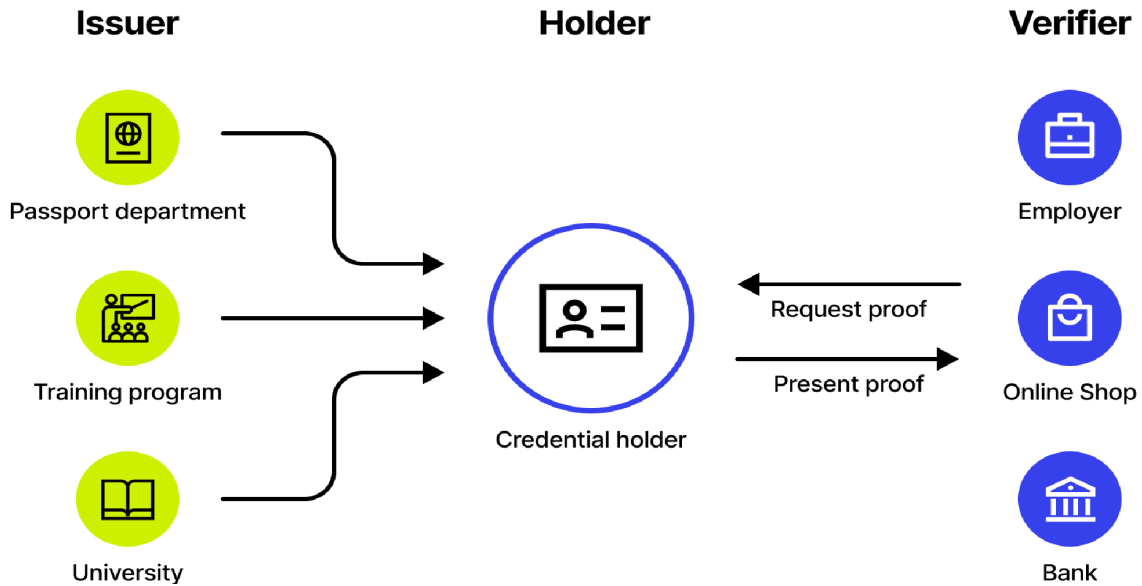 Issuer
Holder
Verifier
Passport department
Employer
Request proof
Training program
Present proof
Online Shop
Credential holder
University
Bank